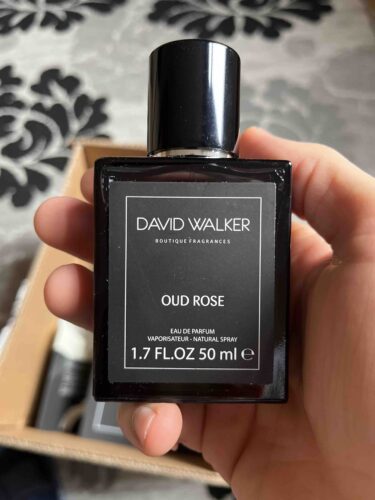 DAVID WALKER
BOUTIQUE FRAGRANCES
OUD ROSE
EAU DE PARFUM
VAPORISATEUR - NATURAL SPRAY
1.7 FL.OZ 50 ml ℮